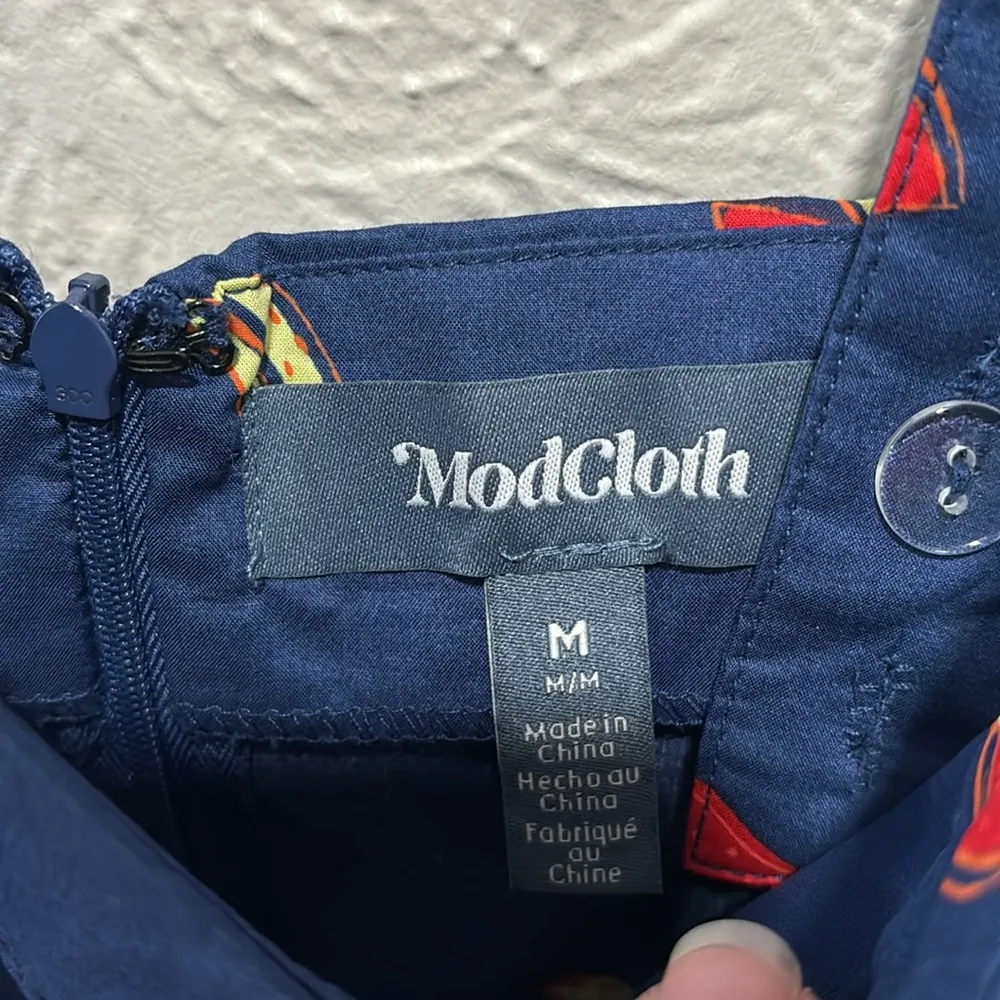 ModCloth
M
M/M
Made in
China
Hecho au
China
Fabriqué
au
Chine